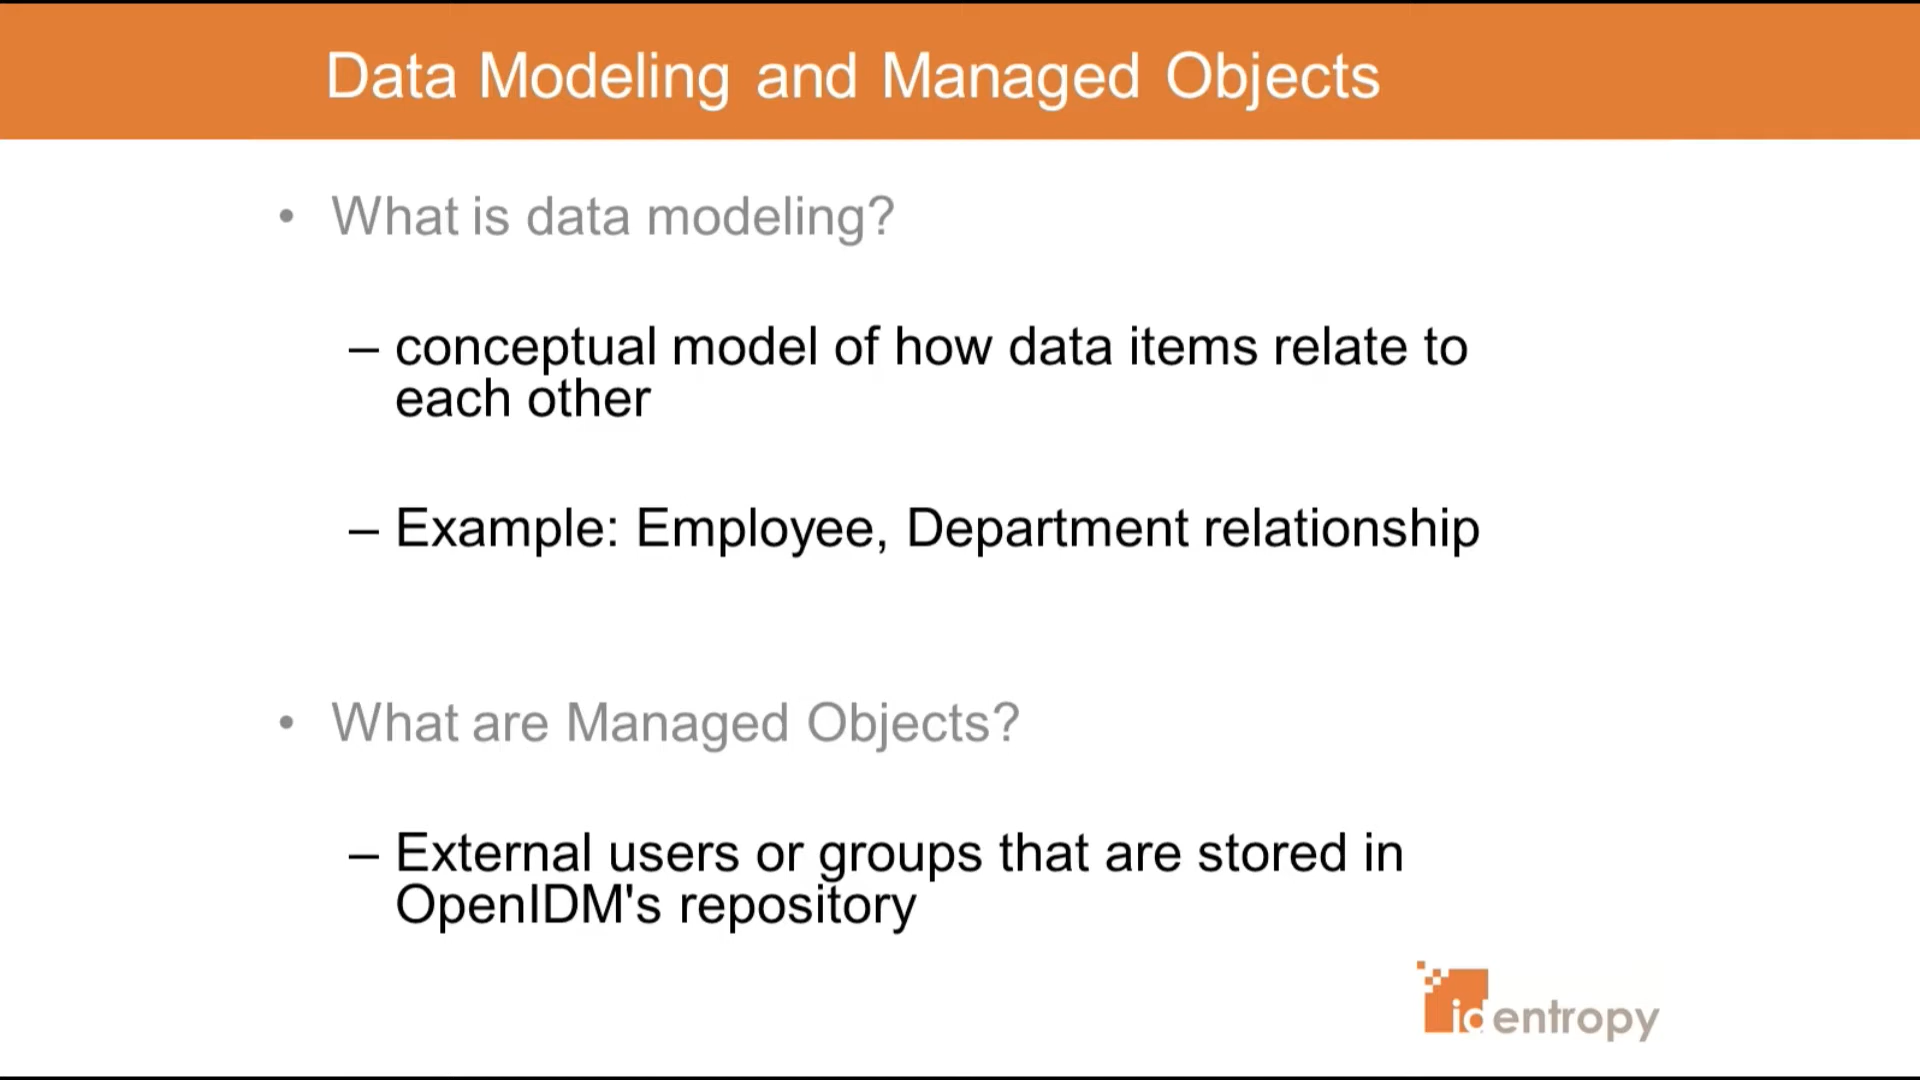 Data Modeling and Managed Objects
• What is data modeling?
– conceptual model of how data items relate to
each other
– Example: Employee, Department relationship
• What are Managed Objects?
– External users or groups that are stored in
OpenIDM's repository
identropy